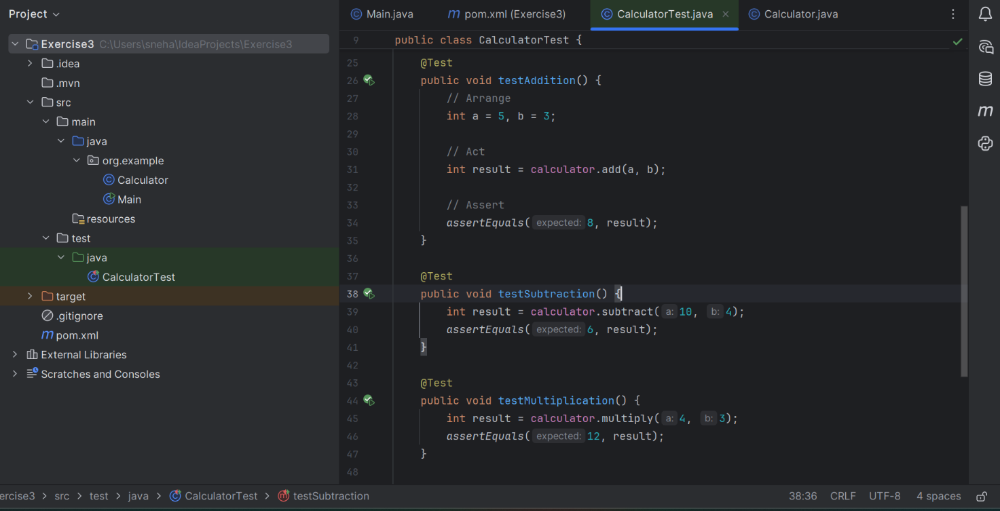 Project
Exercise3 C:\Users\sneha\IdeaProjects\Exercise3
.idea
.mvn
src
main
java
org.example
Calculator
Main
resources
test
java
CalculatorTest
target
.gitignore
pom.xml
External Libraries
Scratches and Consoles
Main.java pom.xml (Exercise3) CalculatorTest.java Calculator.java
9 public class CalculatorTest {
25 @Test
26 public void testAddition() {
27 // Arrange
28 int a = 5, b = 3;
29
30 // Act
31 int result = calculator.add(a, b);
32
33 // Assert
34 assertEquals( expected: 8, result);
35 }
36
37 @Test
38 public void testSubtraction() {
39 int result = calculator.subtract( a: 10, b: 4);
40 assertEquals( expected: 6, result);
41 }
42
43 @Test
44 public void testMultiplication() {
45 int result = calculator.multiply( a: 4, b: 3);
46 assertEquals( expected: 12, result);
47 }
48
ercise3 > src > test > java > CalculatorTest > testSubtraction 38:36 CRLF UTF-8 4 spaces